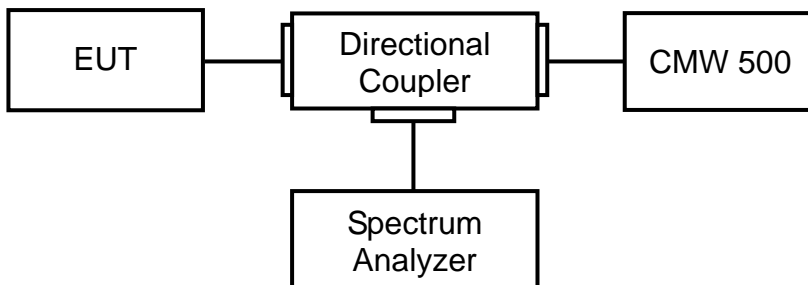 EUT
Directional
Coupler
CMW 500
Spectrum
Analyzer